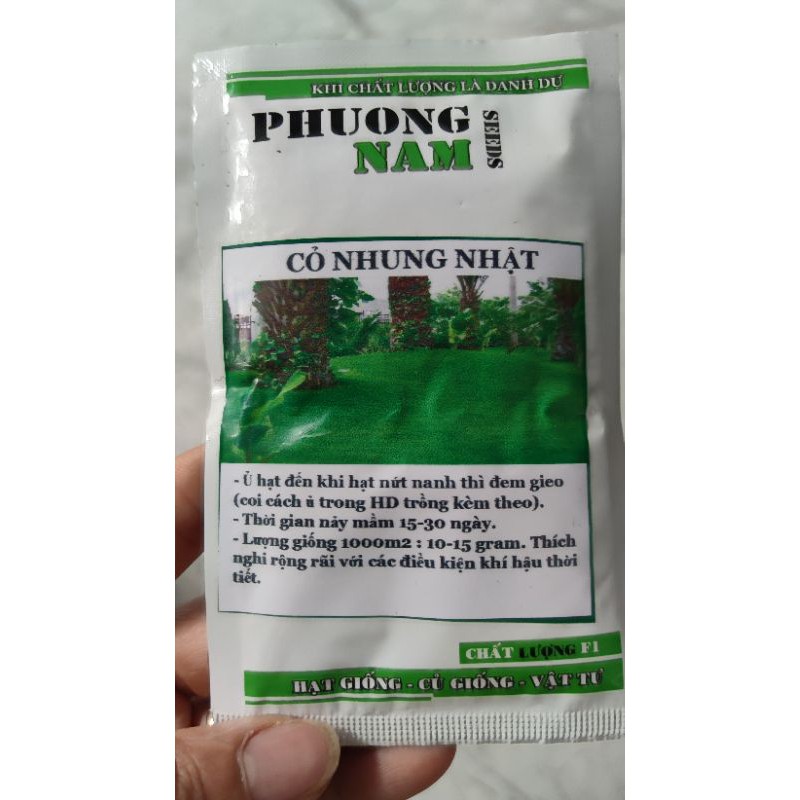 KHI CHẤT LƯỢNG LÀ DANH DỰ
PHUONG
NAM
SEEDS
CỎ NHUNG NHẬT
- Ủ hạt đến khi hạt nứt nanh thì đem gieo
(coi cách ủ trong HD trồng kèm theo).
- Thời gian nảy mầm 15-30 ngày.
- Lượng giống 1000m2 : 10-15 gram. Thích
nghi rộng rãi với các điều kiện khí hậu thời
tiết.
CHẤT LƯỢNG F1
HẠT GIỐNG - CỦ GIỐNG - VẬT TƯ